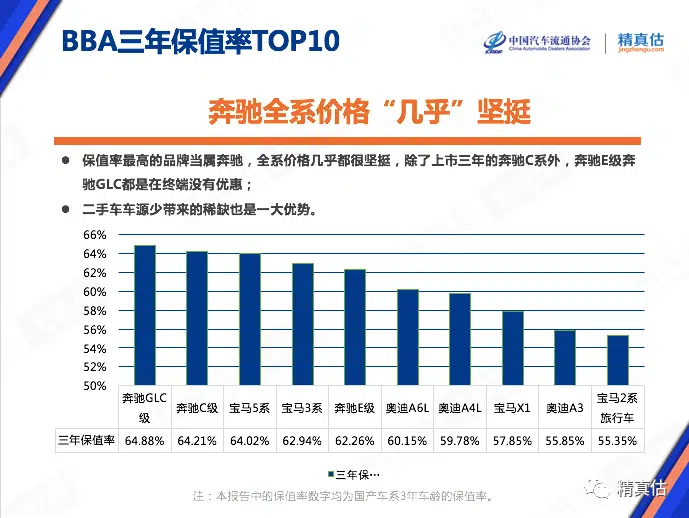 BBA三年保值率TOP10
中国汽车流通协会
China Automobile Dealers Association
精真估
jingzhengu.com
奔驰全系价格“几乎”坚挺
● 保值率最高的品牌当属奔驰，全系价格几乎都很坚挺，除了上市三年的奔驰C系外，奔驰E级奔
驰GLC都是在终端没有优惠；
● 二手车车源少带来的稀缺也是一大优势。
66%
64%
62%
60%
58%
56%
54%
52%
50%
奔驰GLC级 奔驰C级 宝马5系 宝马3系 奔驰E级 奥迪A6L 奥迪A4L 宝马X1 奥迪A3 宝马2系旅行车
三年保值率 64.88% 64.21% 64.02% 62.94% 62.26% 60.15% 59.78% 57.85% 55.85% 55.35%
三年保…
注：本报告中的保值率数字均为国产车系3年车龄的保值率。
精真估